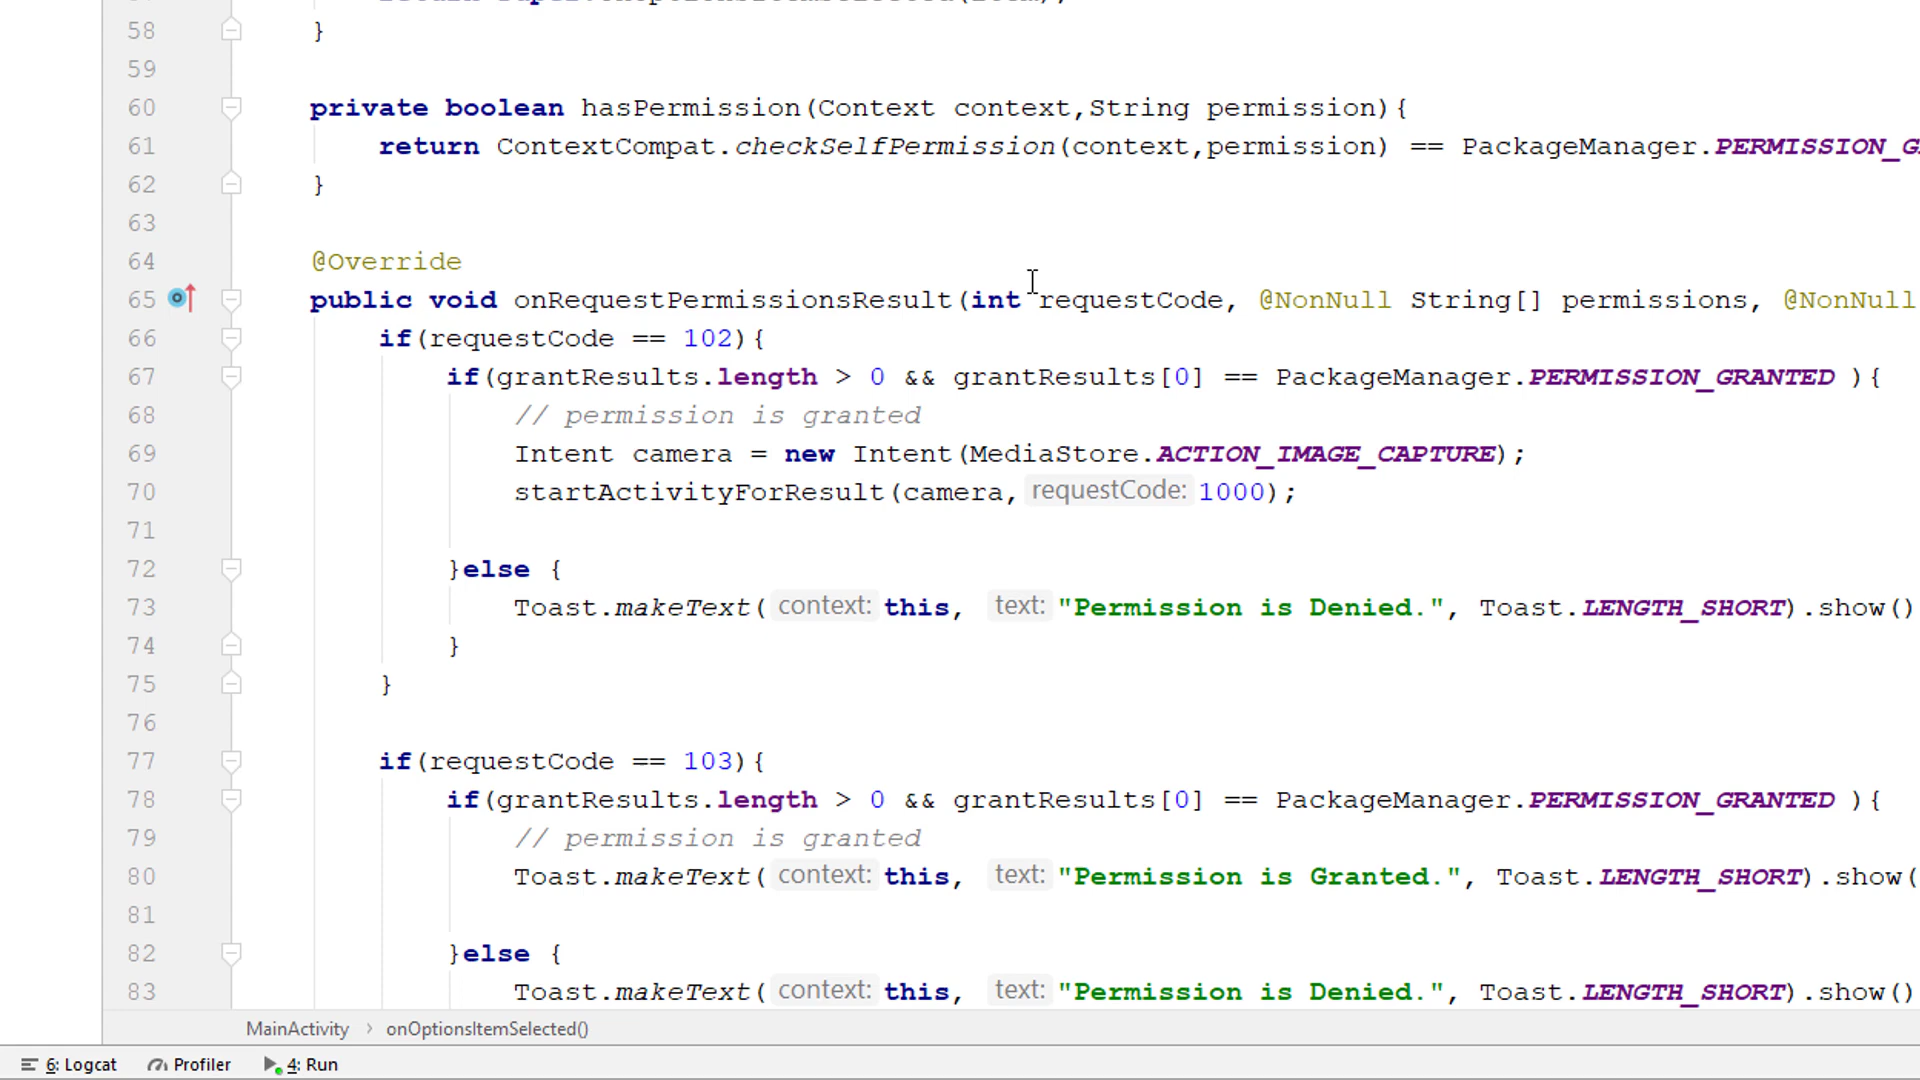 58 }
59
60 private boolean hasPermission(Context context,String permission){
61 return ContextCompat.checkSelfPermission(context,permission) == PackageManager.PERMISSION_G
62 }
63
64 @Override
65 public void onRequestPermissionsResult(int requestCode, @NonNull String[] permissions, @NonNull
66 if(requestCode == 102){
67 if(grantResults.length > 0 && grantResults[0] == PackageManager.PERMISSION_GRANTED ){
68 // permission is granted
69 Intent camera = new Intent(MediaStore.ACTION_IMAGE_CAPTURE);
70 startActivityForResult(camera, requestCode: 1000);
71
72 }else {
73 Toast.makeText( context: this, text: "Permission is Denied.", Toast.LENGTH_SHORT).show()
74 }
75 }
76
77 if(requestCode == 103){
78 if(grantResults.length > 0 && grantResults[0] == PackageManager.PERMISSION_GRANTED ){
79 // permission is granted
80 Toast.makeText( context: this, text: "Permission is Granted.", Toast.LENGTH_SHORT).show(
81
82 }else {
83 Toast.makeText( context: this, text: "Permission is Denied.", Toast.LENGTH_SHORT).show()
MainActivity › onOptionsItemSelected()
6: Logcat Profiler 4: Run